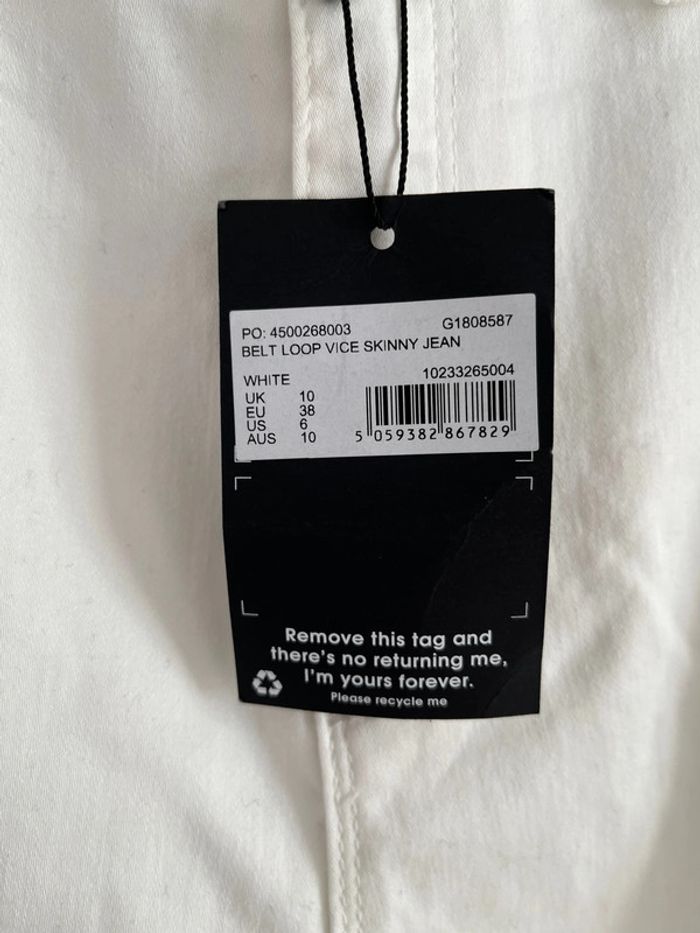 PO: 4500268003 G1808587
BELT LOOP VICE SKINNY JEAN
WHITE 10233265004
UK 10
EU 38
US 6
AUS 10
5 059382 867829
Remove this tag and
there's no returning me,
I'm yours forever.
Please recycle me